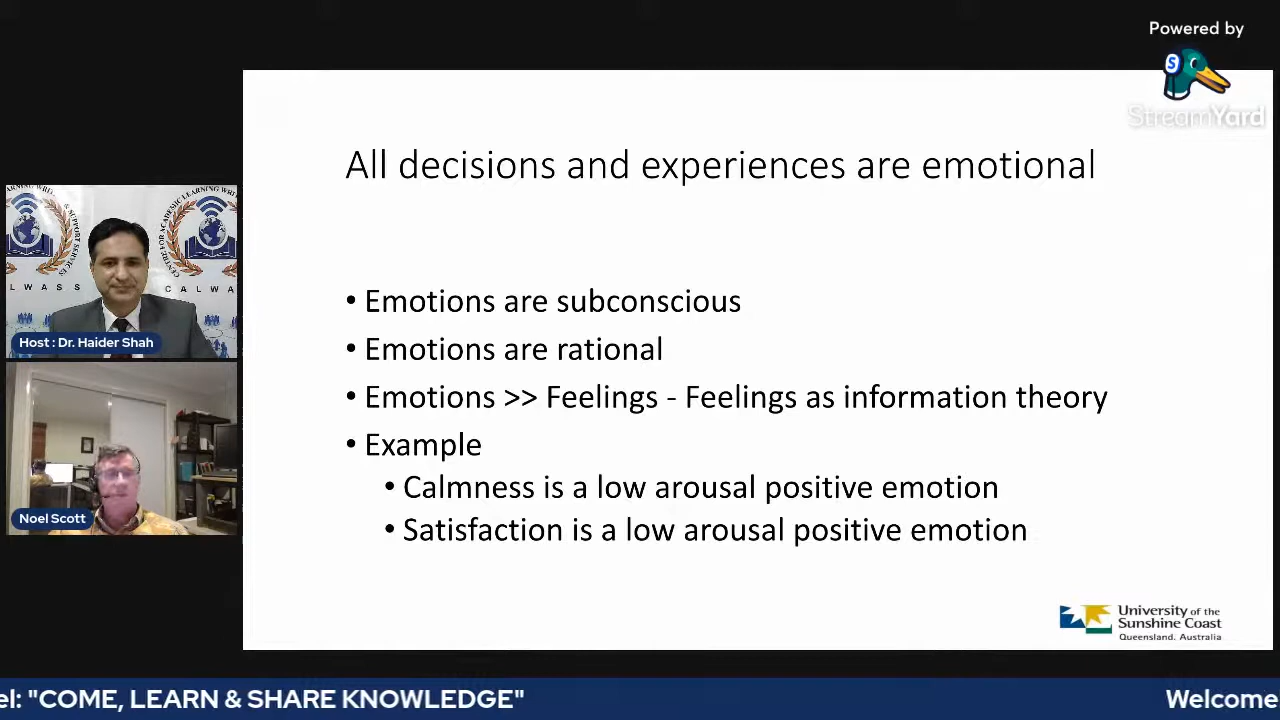 Powered by
StreamYard
All decisions and experiences are emotional
• Emotions are subconscious
• Emotions are rational
• Emotions >> Feelings - Feelings as information theory
• Example
• Calmness is a low arousal positive emotion
• Satisfaction is a low arousal positive emotion
C A L W A
Host : Dr. Haider Shah
Noel Scott
University of the
Sunshine Coast
Queensland, Australia
el: "COME, LEARN & SHARE KNOWLEDGE"
Welcome